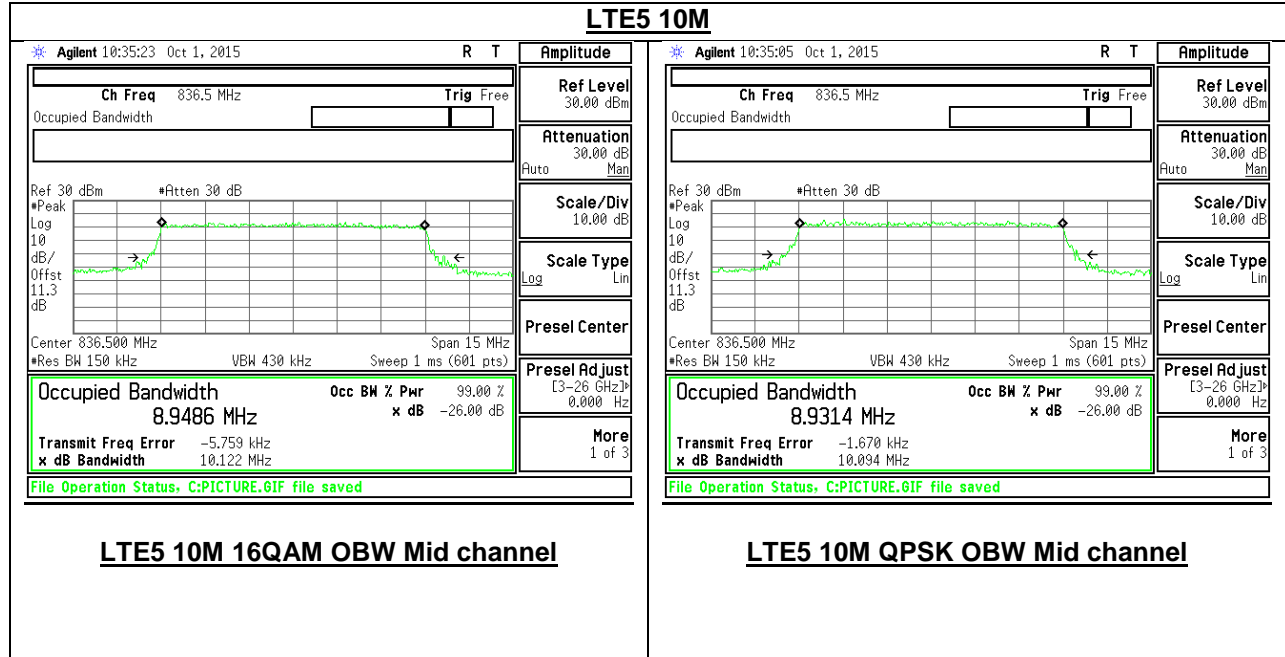 LTE5 10M
Agilent 10:35:23 Oct 1, 2015 R T
Ch Freq 836.5 MHz Trig Free
Occupied Bandwidth
Ref 30 dBm #Atten 30 dB
#Peak
Log
10
dB/
Offst
11.3
dB
Center 836.500 MHz Span 15 MHz
#Res BW 150 kHz VBW 430 kHz Sweep 1 ms (601 pts)
Occupied Bandwidth Occ BW % Pwr 99.00 %
8.9486 MHz x dB -26.00 dB
Transmit Freq Error -5.759 kHz
x dB Bandwidth 10.122 MHz
File Operation Status, C:PICTURE.GIF file saved
Amplitude
Ref Level
30.00 dBm
Attenuation
30.00 dB
Auto Man
Scale/Div
10.00 dB
Scale Type
Log Lin
Presel Center
Presel Adjust
[3-26 GHz]
0.000 Hz
More
1 of 3
LTE5 10M 16QAM OBW Mid channel
Agilent 10:35:05 Oct 1, 2015 R T
Ch Freq 836.5 MHz Trig Free
Occupied Bandwidth
Ref 30 dBm #Atten 30 dB
#Peak
Log
10
dB/
Offst
11.3
dB
Center 836.500 MHz Span 15 MHz
#Res BW 150 kHz VBW 430 kHz Sweep 1 ms (601 pts)
Occupied Bandwidth Occ BW % Pwr 99.00 %
8.9314 MHz x dB -26.00 dB
Transmit Freq Error -1.670 kHz
x dB Bandwidth 10.094 MHz
File Operation Status, C:PICTURE.GIF file saved
Amplitude
Ref Level
30.00 dBm
Attenuation
30.00 dB
Auto Man
Scale/Div
10.00 dB
Scale Type
Log Lin
Presel Center
Presel Adjust
[3-26 GHz]
0.000 Hz
More
1 of 3
LTE5 10M QPSK OBW Mid channel